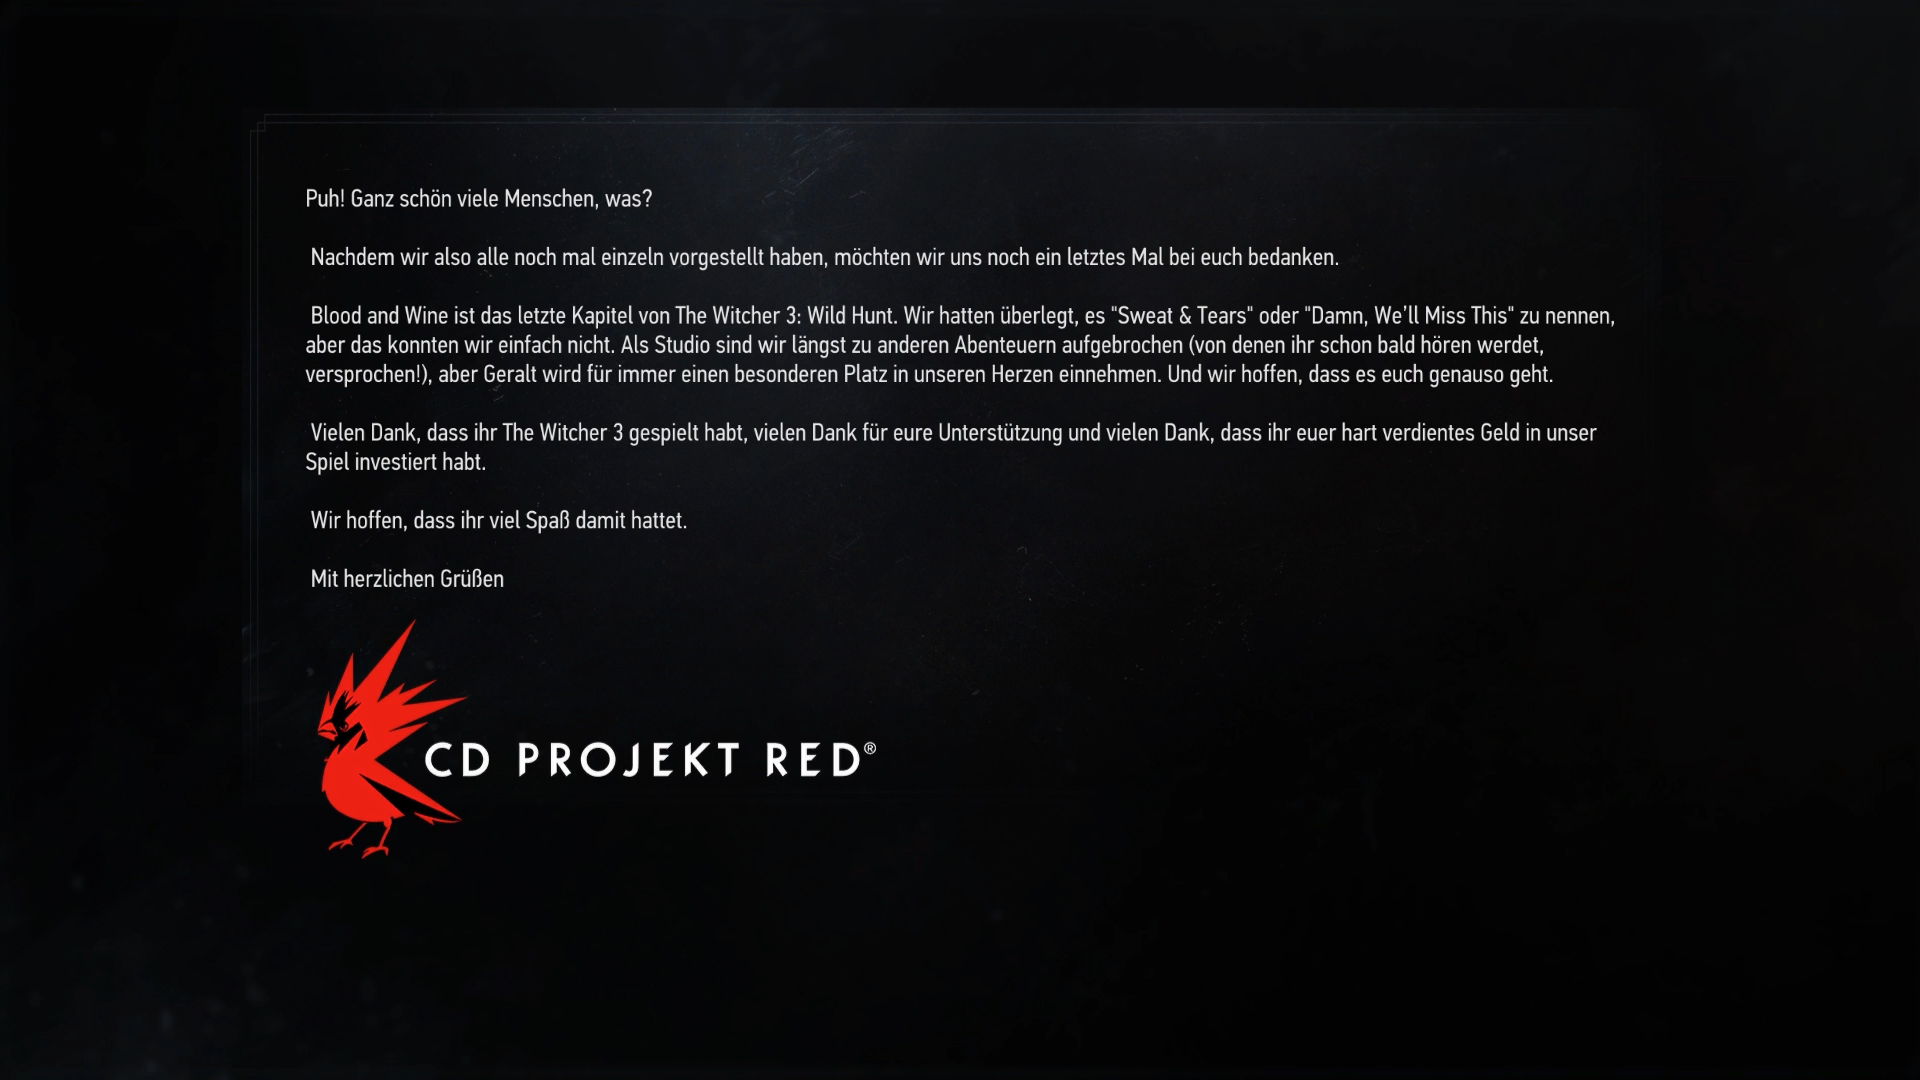 Puh! Ganz schön viele Menschen, was?
Nachdem wir also alle noch mal einzeln vorgestellt haben, möchten wir uns noch ein letztes Mal bei euch bedanken.
Blood and Wine ist das letzte Kapitel von The Witcher 3: Wild Hunt. Wir hatten überlegt, es "Sweat & Tears" oder "Damn, We'll Miss This" zu nennen,
aber das konnten wir einfach nicht. Als Studio sind wir längst zu anderen Abenteuern aufgebrochen (von denen ihr schon bald hören werdet,
versprochen!), aber Geralt wird für immer einen besonderen Platz in unseren Herzen einnehmen. Und wir hoffen, dass es euch genauso geht.
Vielen Dank, dass ihr The Witcher 3 gespielt habt, vielen Dank für eure Unterstützung und vielen Dank, dass ihr euer hart verdientes Geld in unser
Spiel investiert habt.
Wir hoffen, dass ihr viel Spaß damit hattet.
Mit herzlichen Grüßen
CD PROJEKT RED®